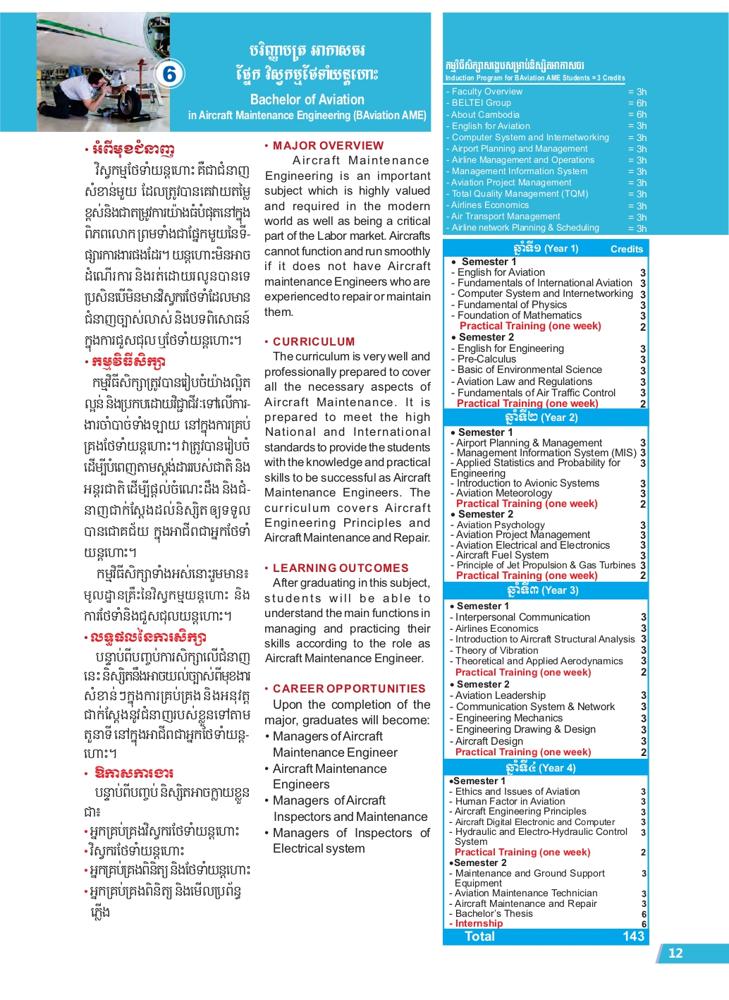 6
បរិញ្ញាបត្រ អាកាសចរ
ផ្នែក វិស្វកម្មថែទាំយន្តហោះ
Bachelor of Aviation
in Aircraft Maintenance Engineering (BAviation AME)
• អំពីមុខជំនាញ
វិស្វកម្មថែទាំយន្តហោះ គឺជាជំនាញ
សំខាន់មួយ ដែលត្រូវបានគេវាយតម្លៃ
ខ្ពស់និងជាតម្រូវការយ៉ាងធំបំផុតនៅក្នុង
ពិភពលោក ព្រមទាំងជាផ្នែកមួយនៃទី-
ផ្សារការងារផងដែរ។ យន្តហោះមិនអាច
ដំណើរការ និងរត់ដោយរលូនបានទេ
ប្រសិនបើមិនមានវិស្វករថែទាំដែលមាន
ជំនាញច្បាស់លាស់ និងបទពិសោធន៍
ក្នុងការជួសជុល ឬថែទាំយន្តហោះ។
• កម្មវិធីសិក្សា
កម្មវិធីសិក្សាត្រូវបានរៀបចំយ៉ាងល្អិត
ល្អន់ និងប្រកបដោយវិជ្ជាជីវៈទៅលើការ-
ងារចាំបាច់ទាំងឡាយ នៅក្នុងការគ្រប់
គ្រងថែទាំយន្តហោះ។ វាត្រូវបានរៀបចំ
ដើម្បីបំពេញតាមស្តង់ដារបស់ជាតិ និង
អន្តរជាតិ ដើម្បីផ្តល់ចំណេះដឹង និងជំ-
នាញជាក់ស្តែងដល់និស្សិត ឲ្យទទួល
បានជោគជ័យ ក្នុងអាជីពជាអ្នកថែទាំ
យន្តហោះ។
កម្មវិធីសិក្សាទាំងអស់នោះរួមមាន៖
មូលដ្ឋានគ្រឹះនៃវិស្វកម្មយន្តហោះ និង
ការថែទាំនិងជួសជុលយន្តហោះ។
• លទ្ធផលនៃការសិក្សា
បន្ទាប់ពីបញ្ចប់ការសិក្សាលើជំនាញ
នេះ និស្សិតនឹងអាចយល់ច្បាស់ពីមុខងារ
សំខាន់ៗក្នុងការគ្រប់គ្រង និងអនុវត្ត
ជាក់ស្តែងនូវជំនាញរបស់ខ្លួនទៅតាម
តួនាទី នៅក្នុងអាជីពជាអ្នកថែទាំយន្ត-
ហោះ។
• ឱកាសការងារ
បន្ទាប់ពីបញ្ចប់ និស្សិតអាចក្លាយខ្លួន
ជា៖
• អ្នកគ្រប់គ្រងវិស្វករថែទាំយន្តហោះ
• វិស្វករថែទាំយន្តហោះ
• អ្នកគ្រប់គ្រងពិនិត្យ និងថែទាំយន្តហោះ
• អ្នកគ្រប់គ្រងពិនិត្យ និងមើលប្រព័ន្ធ
ភ្លើង
• MAJOR OVERVIEW
Aircraft Maintenance
Engineering is an important
subject which is highly valued
and required in the modern
world as well as being a critical
part of the Labor market. Aircrafts
cannot function and run smoothly
if it does not have Aircraft
maintenance Engineers who are
experienced to repair or maintain
them.
• CURRICULUM
The curriculum is very well and
professionally prepared to cover
all the necessary aspects of
Aircraft Maintenance. It is
prepared to meet the high
National and International
standards to provide the students
with the knowledge and practical
skills to be successful as Aircraft
Maintenance Engineers. The
curriculum covers Aircraft
Engineering Principles and
Aircraft Maintenance and Repair.
• LEARNING OUTCOMES
After graduating in this subject,
students will be able to
understand the main functions in
managing and practicing their
skills according to the role as
Aircraft Maintenance Engineer.
• CAREER OPPORTUNITIES
Upon the completion of the
major, graduates will become:
• Managers of Aircraft
Maintenance Engineer
• Aircraft Maintenance
Engineers
• Managers of Aircraft
Inspectors and Maintenance
• Managers of Inspectors of
Electrical system
កម្មវិធីសិក្សាសង្ខេបសម្រាប់និស្សិតអាកាសចរ
Induction Program for BAviation AME Students = 3 Credits
- Faculty Overview = 3h
- BELTEI Group = 6h
- About Cambodia = 6h
- English for Aviation = 3h
- Computer System and Internetworking = 3h
- Airport Planning and Management = 3h
- Airline Management and Operations = 3h
- Management Information System = 3h
- Aviation Project Management = 3h
- Total Quality Management (TQM) = 3h
- Airlines Economics = 3h
- Air Transport Management = 3h
- Airline network Planning & Scheduling = 3h
ឆ្នាំទី១ (Year 1) Credits
• Semester 1
- English for Aviation 3
- Fundamentals of International Aviation 3
- Computer System and Internetworking 3
- Fundamental of Physics 3
- Foundation of Mathematics 3
Practical Training (one week) 2
• Semester 2
- English for Engineering 3
- Pre-Calculus 3
- Basic of Environmental Science 3
- Aviation Law and Regulations 3
- Fundamentals of Air Traffic Control 3
Practical Training (one week) 2
ឆ្នាំទី២ (Year 2)
• Semester 1
- Airport Planning & Management 3
- Management Information System (MIS) 3
- Applied Statistics and Probability for 3
Engineering
- Introduction to Avionic Systems 3
- Aviation Meteorology 3
Practical Training (one week) 2
• Semester 2
- Aviation Psychology 3
- Aviation Project Management 3
- Aviation Electrical and Electronics 3
- Aircraft Fuel System 3
- Principle of Jet Propulsion & Gas Turbines 3
Practical Training (one week) 2
ឆ្នាំទី៣ (Year 3)
• Semester 1
- Interpersonal Communication 3
- Airlines Economics 3
- Introduction to Aircraft Structural Analysis 3
- Theory of Vibration 3
- Theoretical and Applied Aerodynamics 3
Practical Training (one week) 2
• Semester 2
- Aviation Leadership 3
- Communication System & Network 3
- Engineering Mechanics 3
- Engineering Drawing & Design 3
- Aircraft Design 3
Practical Training (one week) 2
ឆ្នាំទី៤ (Year 4)
•Semester 1
- Ethics and Issues of Aviation 3
- Human Factor in Aviation 3
- Aircraft Engineering Principles 3
- Aircraft Digital Electronic and Computer 3
- Hydraulic and Electro-Hydraulic Control 3
System
Practical Training (one week) 2
•Semester 2
- Maintenance and Ground Support 3
Equipment
- Aviation Maintenance Technician 3
- Aircraft Maintenance and Repair 3
- Bachelor's Thesis 6
- Internship 6
Total 143
12